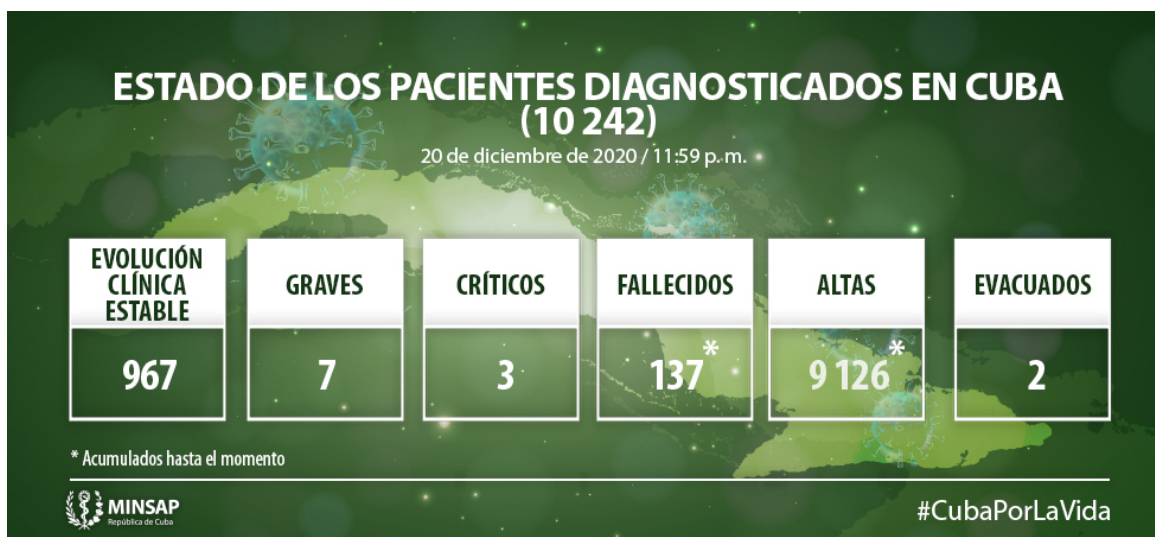 ESTADO DE LOS PACIENTES DIAGNOSTICADOS EN CUBA
(10 242)
20 de diciembre de 2020 / 11:59 p. m.
EVOLUCIÓN
CLÍNICA
ESTABLE
967
GRAVES
7
CRÍTICOS
3
FALLECIDOS
137*
ALTAS
9 126*
EVACUADOS
2
* Acumulados hasta el momento
MINSAP
República de Cuba
#CubaPorLaVida